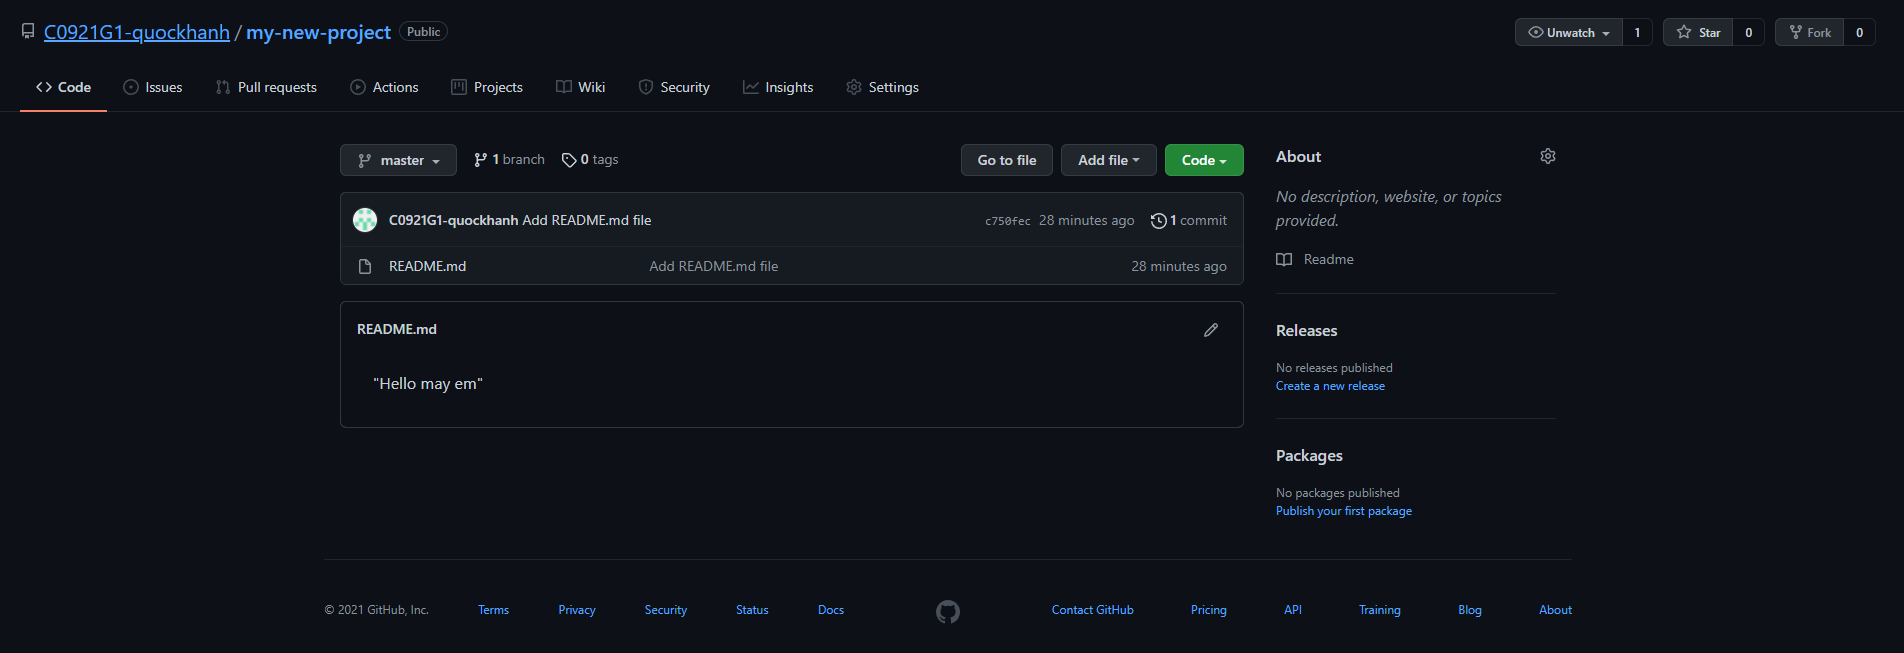 C0921G1-quockhanh / my-new-project Public
Unwatch 1 Star 0 Fork 0
Code Issues Pull requests Actions Projects Wiki Security Insights Settings
master 1 branch 0 tags Go to file Add file Code
C0921G1-quockhanh Add README.md file c750fec 28 minutes ago 1 commit
README.md Add README.md file 28 minutes ago
README.md
"Hello may em"
About
No description, website, or topics
provided.
Readme
Releases
No releases published
Create a new release
Packages
No packages published
Publish your first package
© 2021 GitHub, Inc. Terms Privacy Security Status Docs Contact GitHub Pricing API Training Blog About